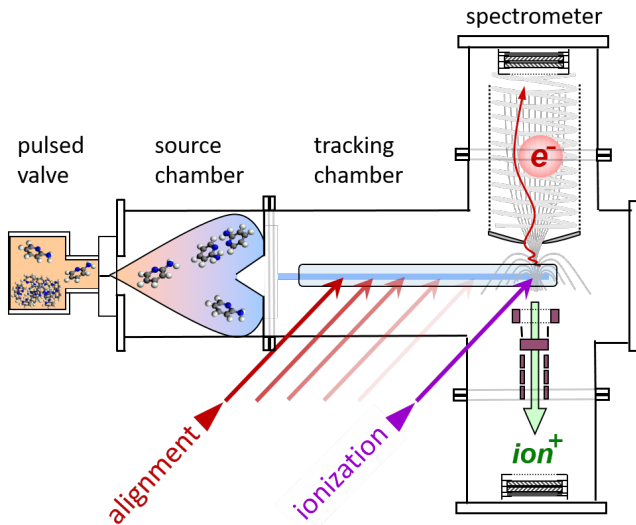 spectrometer
pulsed
valve
source
chamber
tracking
chamber
e⁻
alignment
ionization
ion⁺